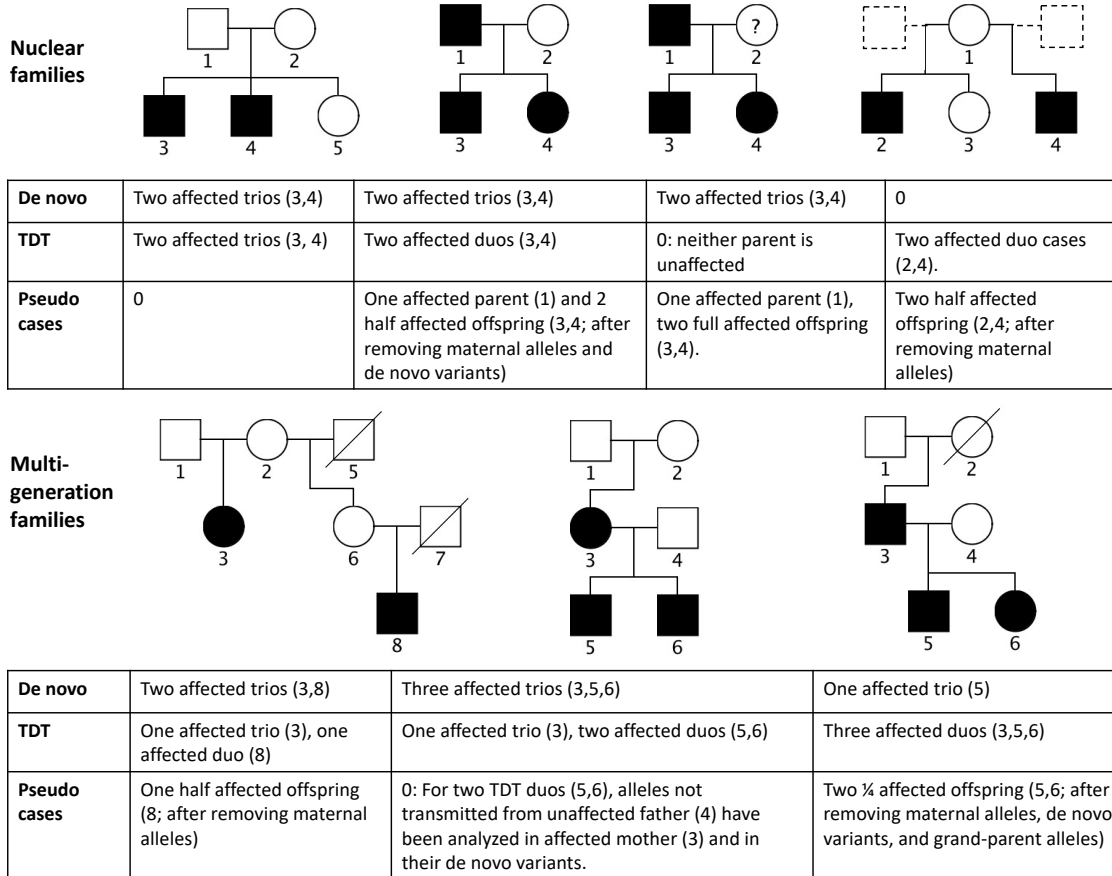 Nuclear
families
1 2
3 4 5
1 2
3 4
1 ? 2
3 4
1
2 3 4
De novo | Two affected trios (3,4) | Two affected trios (3,4) | Two affected trios (3,4) | 0
TDT | Two affected trios (3, 4) | Two affected duos (3,4) | 0: neither parent is
unaffected | Two affected duo cases
(2,4).
Pseudo
cases | 0 | One affected parent (1) and 2
half affected offspring (3,4; after
removing maternal alleles and
de novo variants) | One affected parent (1),
two full affected offspring
(3,4). | Two half affected
offspring (2,4; after
removing maternal
alleles)
Multi-
generation
families
1 2 5
3 6 7
8
1 2
3 4
5 6
1 2
3 4
5 6
De novo | Two affected trios (3,8) | Three affected trios (3,5,6) | One affected trio (5)
TDT | One affected trio (3), one
affected duo (8) | One affected trio (3), two affected duos (5,6) | Three affected duos (3,5,6)
Pseudo
cases | One half affected offspring
(8; after removing maternal
alleles) | 0: For two TDT duos (5,6), alleles not
transmitted from unaffected father (4) have
been analyzed in affected mother (3) and in
their de novo variants. | Two ¼ affected offspring (5,6; after
removing maternal alleles, de novo
variants, and grand-parent alleles)